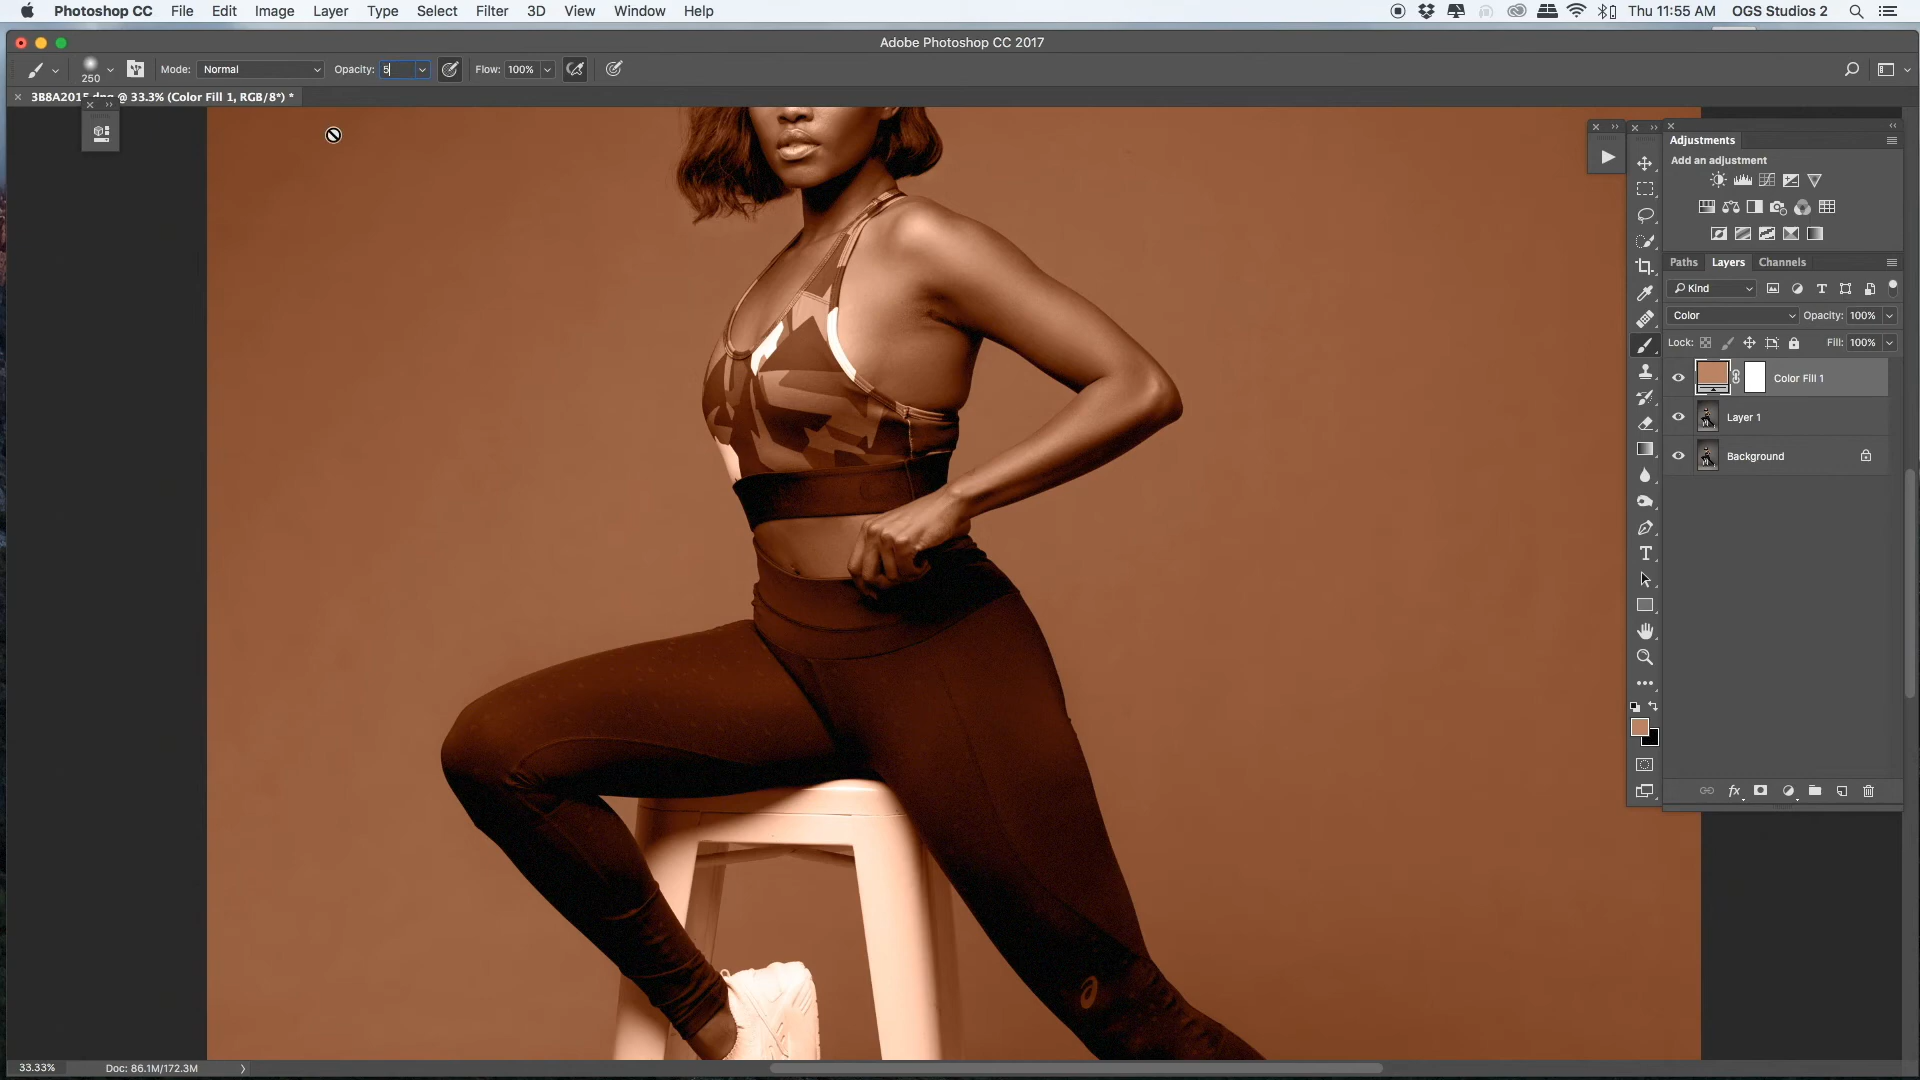 Photoshop CC File Edit Image Layer Type Select Filter 3D View Window Help Thu 11:55 AM OGS Studios 2
Adobe Photoshop CC 2017
250 Mode: Normal Opacity: 5 Flow: 100%
3B8A2015.dng @ 33.3% (Color Fill 1, RGB/8*) *
Adjustments
Add an adjustment
Paths Layers Channels
Kind
Color Opacity: 100%
Lock: Fill: 100%
Color Fill 1
Layer 1
Background
fx
33.33% Doc: 86.1M/172.3M